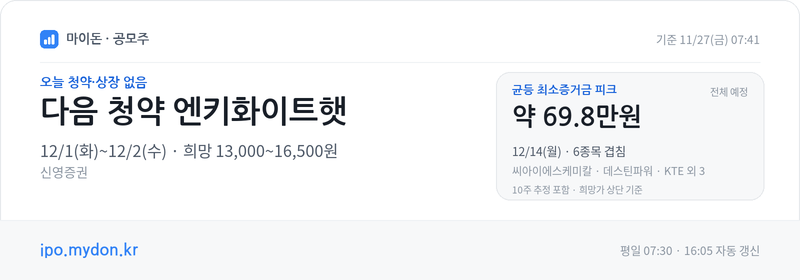 마이돈 · 공모주
기준 11/27(금) 07:41
오늘 청약·상장 없음
다음 청약 엔키화이트햇
12/1(화)~12/2(수) · 희망 13,000~16,500원
신영증권
균등 최소증거금 피크
전체 예정
약 69.8만원
12/14(월) · 6종목 겹침
씨아이에스케미칼 · 데스틴파워 · KTE 외 3
10주 추정 포함 · 희망가 상단 기준
ipo.mydon.kr
평일 07:30 · 16:05 자동 갱신